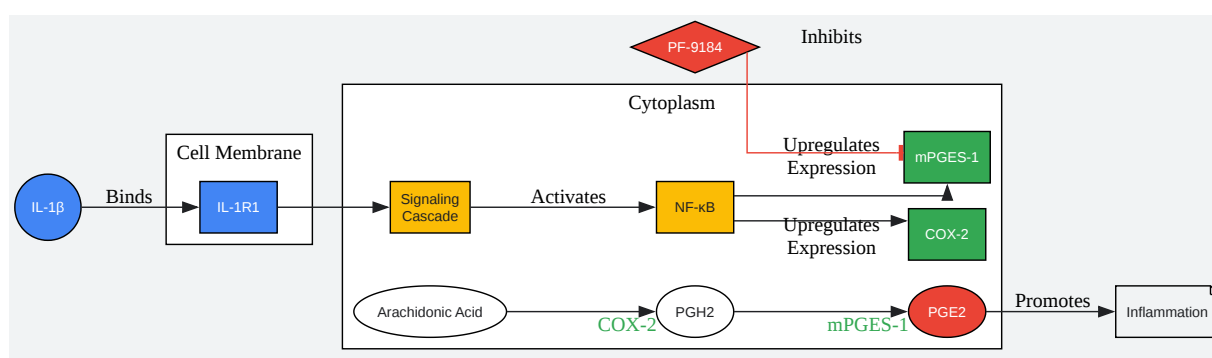 PF-9184
Inhibits
Cytoplasm
Cell Membrane
Upregulates
Expression
mPGES-1
IL-1β
Binds
IL-1R1
Signaling
Cascade
Activates
NF-κB
Upregulates
Expression
COX-2
Arachidonic Acid
COX-2
PGH2
mPGES-1
PGE2
Promotes
Inflammation